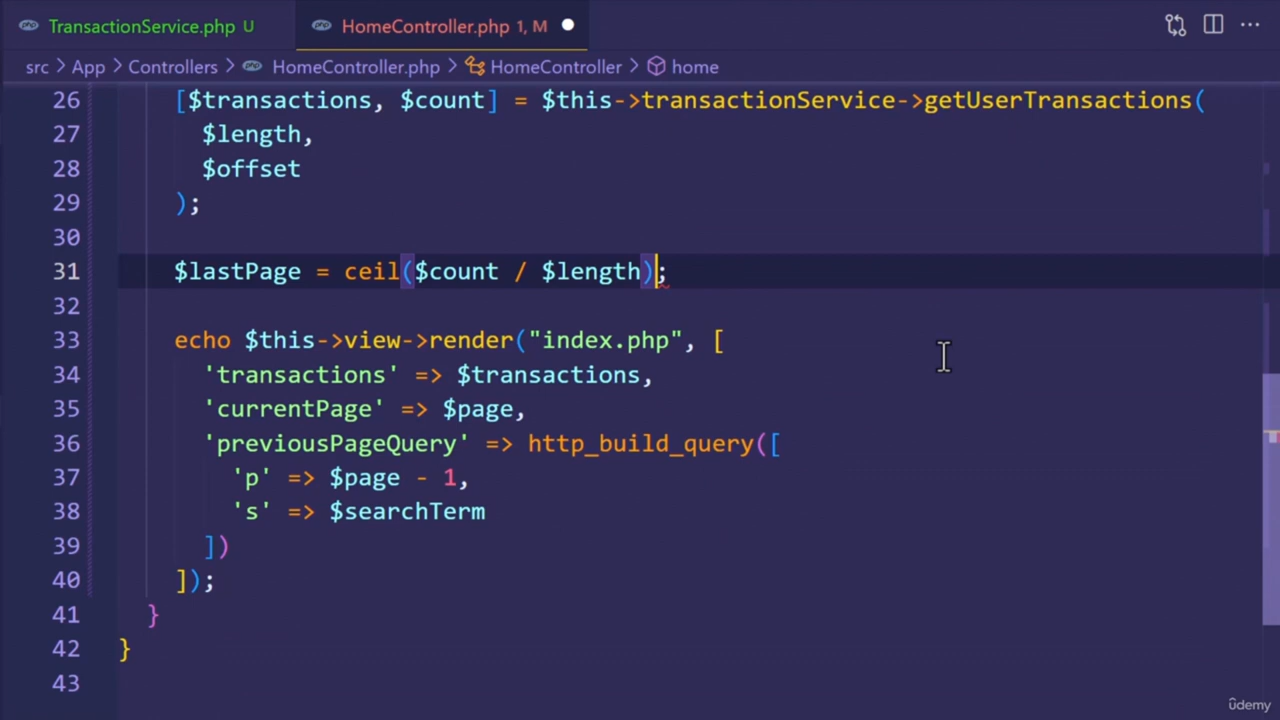 TransactionService.php U
HomeController.php 1, M
src > App > Controllers > HomeController.php > HomeController > home
26 [$transactions, $count] = $this->transactionService->getUserTransactions(
27 $length,
28 $offset
29 );
30
31 $lastPage = ceil($count / $length);
32
33 echo $this->view->render("index.php", [
34 'transactions' => $transactions,
35 'currentPage' => $page,
36 'previousPageQuery' => http_build_query([
37 'p' => $page - 1,
38 's' => $searchTerm
39 ])
40 ]);
41 }
42 }
43
ûdemy